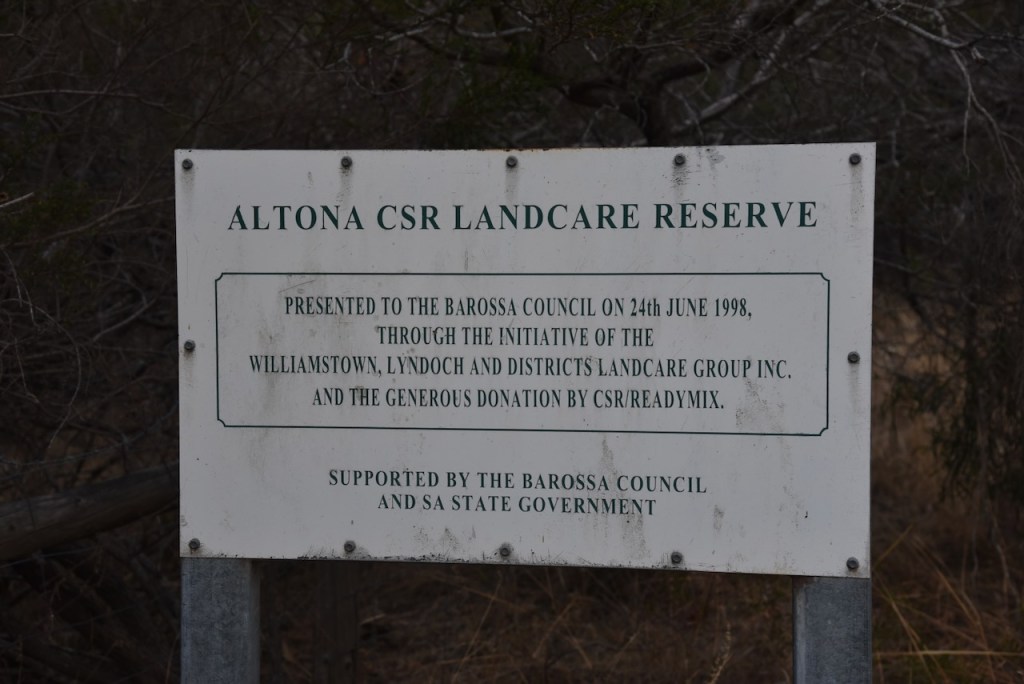 ALTONA CSR LANDCARE RESERVE
PRESENTED TO THE BAROSSA COUNCIL ON 24th JUNE 1998,
THROUGH THE INITIATIVE OF THE
WILLIAMSTOWN, LYNDOCH AND DISTRICTS LANDCARE GROUP INC.
AND THE GENEROUS DONATION BY CSR/READYMIX.
SUPPORTED BY THE BAROSSA COUNCIL
AND SA STATE GOVERNMENT